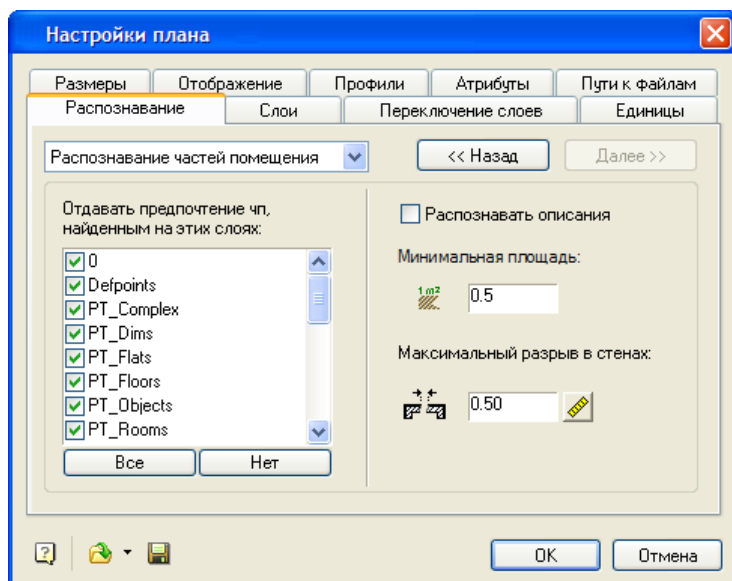 Настройки плана
Размеры Отображение Профили Атрибуты Пути к файлам
Распознавание Слои Переключение слоев Единицы
Распознавание частей помещения << Назад Далее >>
Отдавать предпочтение чп,
найденным на этих слоях:
0
Defpoints
PT_Complex
PT_Dims
PT_Flats
PT_Floors
PT_Objects
PT_Rooms
Все Нет
Распознавать описания
Минимальная площадь:
1 m²
0.5
Максимальный разрыв в стенах:
0.50
? OK Отмена